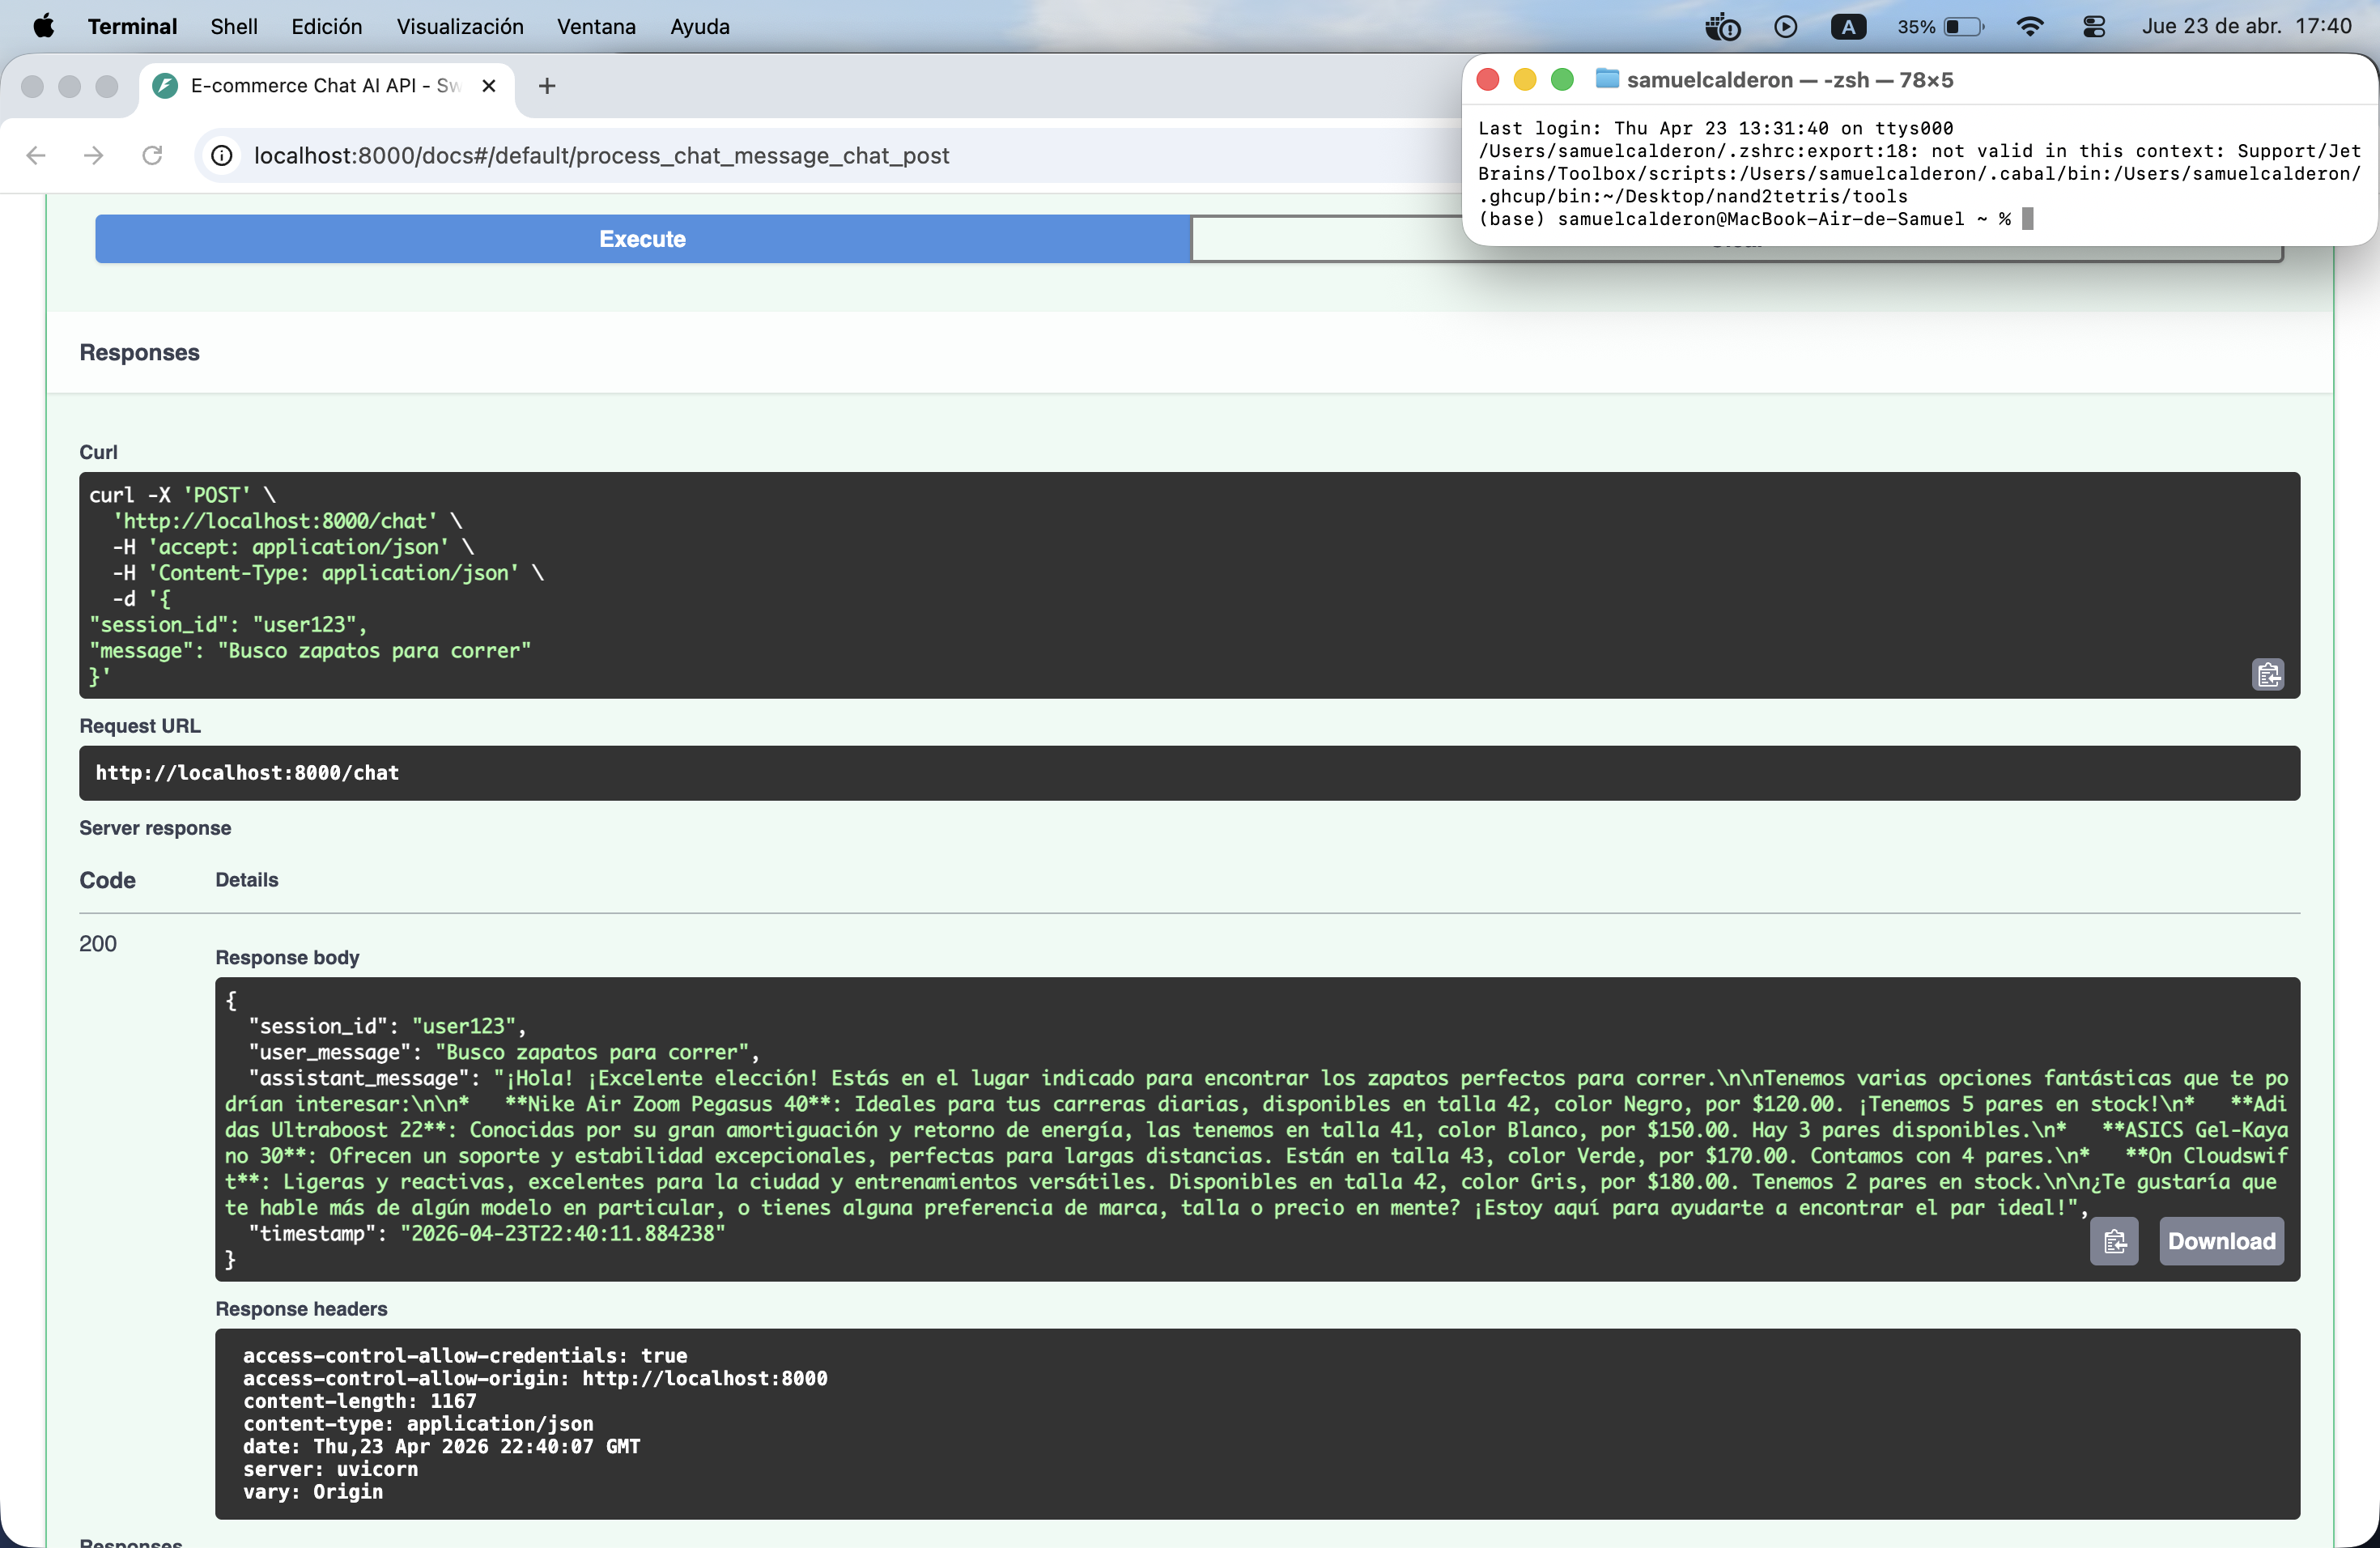 Terminal Shell Edición Visualización Ventana Ayuda A 35% Jue 23 de abr. 17:40
E-commerce Chat AI API - Sw
localhost:8000/docs#/default/process_chat_message_chat_post
samuelcalderon — -zsh — 78×5
Last login: Thu Apr 23 13:31:40 on ttys000
/Users/samuelcalderon/.zshrc:export:18: not valid in this context: Support/Jet
Brains/Toolbox/scripts:/Users/samuelcalderon/.cabal/bin:/Users/samuelcalderon/
.ghcup/bin:~/Desktop/nand2tetris/tools
(base) samuelcalderon@MacBook-Air-de-Samuel ~ %
Execute
Responses
Curl
curl -X 'POST' \
  'http://localhost:8000/chat' \
  -H 'accept: application/json' \
  -H 'Content-Type: application/json' \
  -d '{
"session_id": "user123",
"message": "Busco zapatos para correr"
}'
Request URL
http://localhost:8000/chat
Server response
Code Details
200
Response body
{
  "session_id": "user123",
  "user_message": "Busco zapatos para correr",
  "assistant_message": "¡Hola! ¡Excelente elección! Estás en el lugar indicado para encontrar los zapatos perfectos para correr.\n\nTenemos varias opciones fantásticas que te po
drían interesar:\n\n*   **Nike Air Zoom Pegasus 40**: Ideales para tus carreras diarias, disponibles en talla 42, color Negro, por $120.00. ¡Tenemos 5 pares en stock!\n*   **Adi
das Ultraboost 22**: Conocidas por su gran amortiguación y retorno de energía, las tenemos en talla 41, color Blanco, por $150.00. Hay 3 pares disponibles.\n*   **ASICS Gel-Kaya
no 30**: Ofrecen un soporte y estabilidad excepcionales, perfectas para largas distancias. Están en talla 43, color Verde, por $170.00. Contamos con 4 pares.\n*   **On Cloudswif
t**: Ligeras y reactivas, excelentes para la ciudad y entrenamientos versátiles. Disponibles en talla 42, color Gris, por $180.00. Tenemos 2 pares en stock.\n\n¿Te gustaría que
te hable más de algún modelo en particular, o tienes alguna preferencia de marca, talla o precio en mente? ¡Estoy aquí para ayudarte a encontrar el par ideal!",
  "timestamp": "2026-04-23T22:40:11.884238"
}
Download
Response headers
access-control-allow-credentials: true
access-control-allow-origin: http://localhost:8000
content-length: 1167
content-type: application/json
date: Thu,23 Apr 2026 22:40:07 GMT
server: uvicorn
vary: Origin
Responses